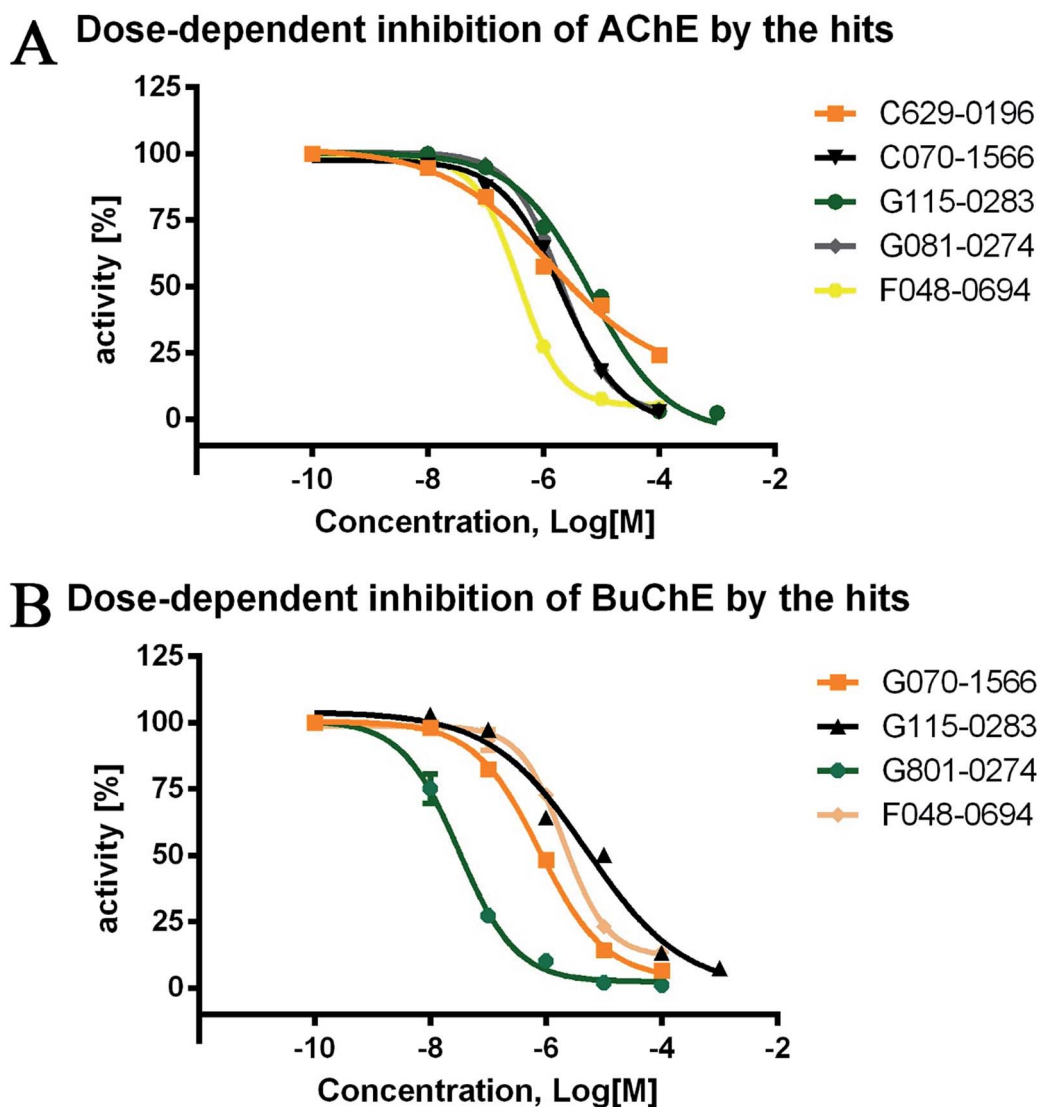 A Dose-dependent inhibition of AChE by the hits
125
100
75
50
25
0
activity [%]
-10 -8 -6 -4 -2
Concentration, Log[M]
C629-0196
C070-1566
G115-0283
G081-0274
F048-0694
B Dose-dependent inhibition of BuChE by the hits
125
100
75
50
25
0
activity [%]
-10 -8 -6 -4 -2
Concentration, Log[M]
G070-1566
G115-0283
G801-0274
F048-0694